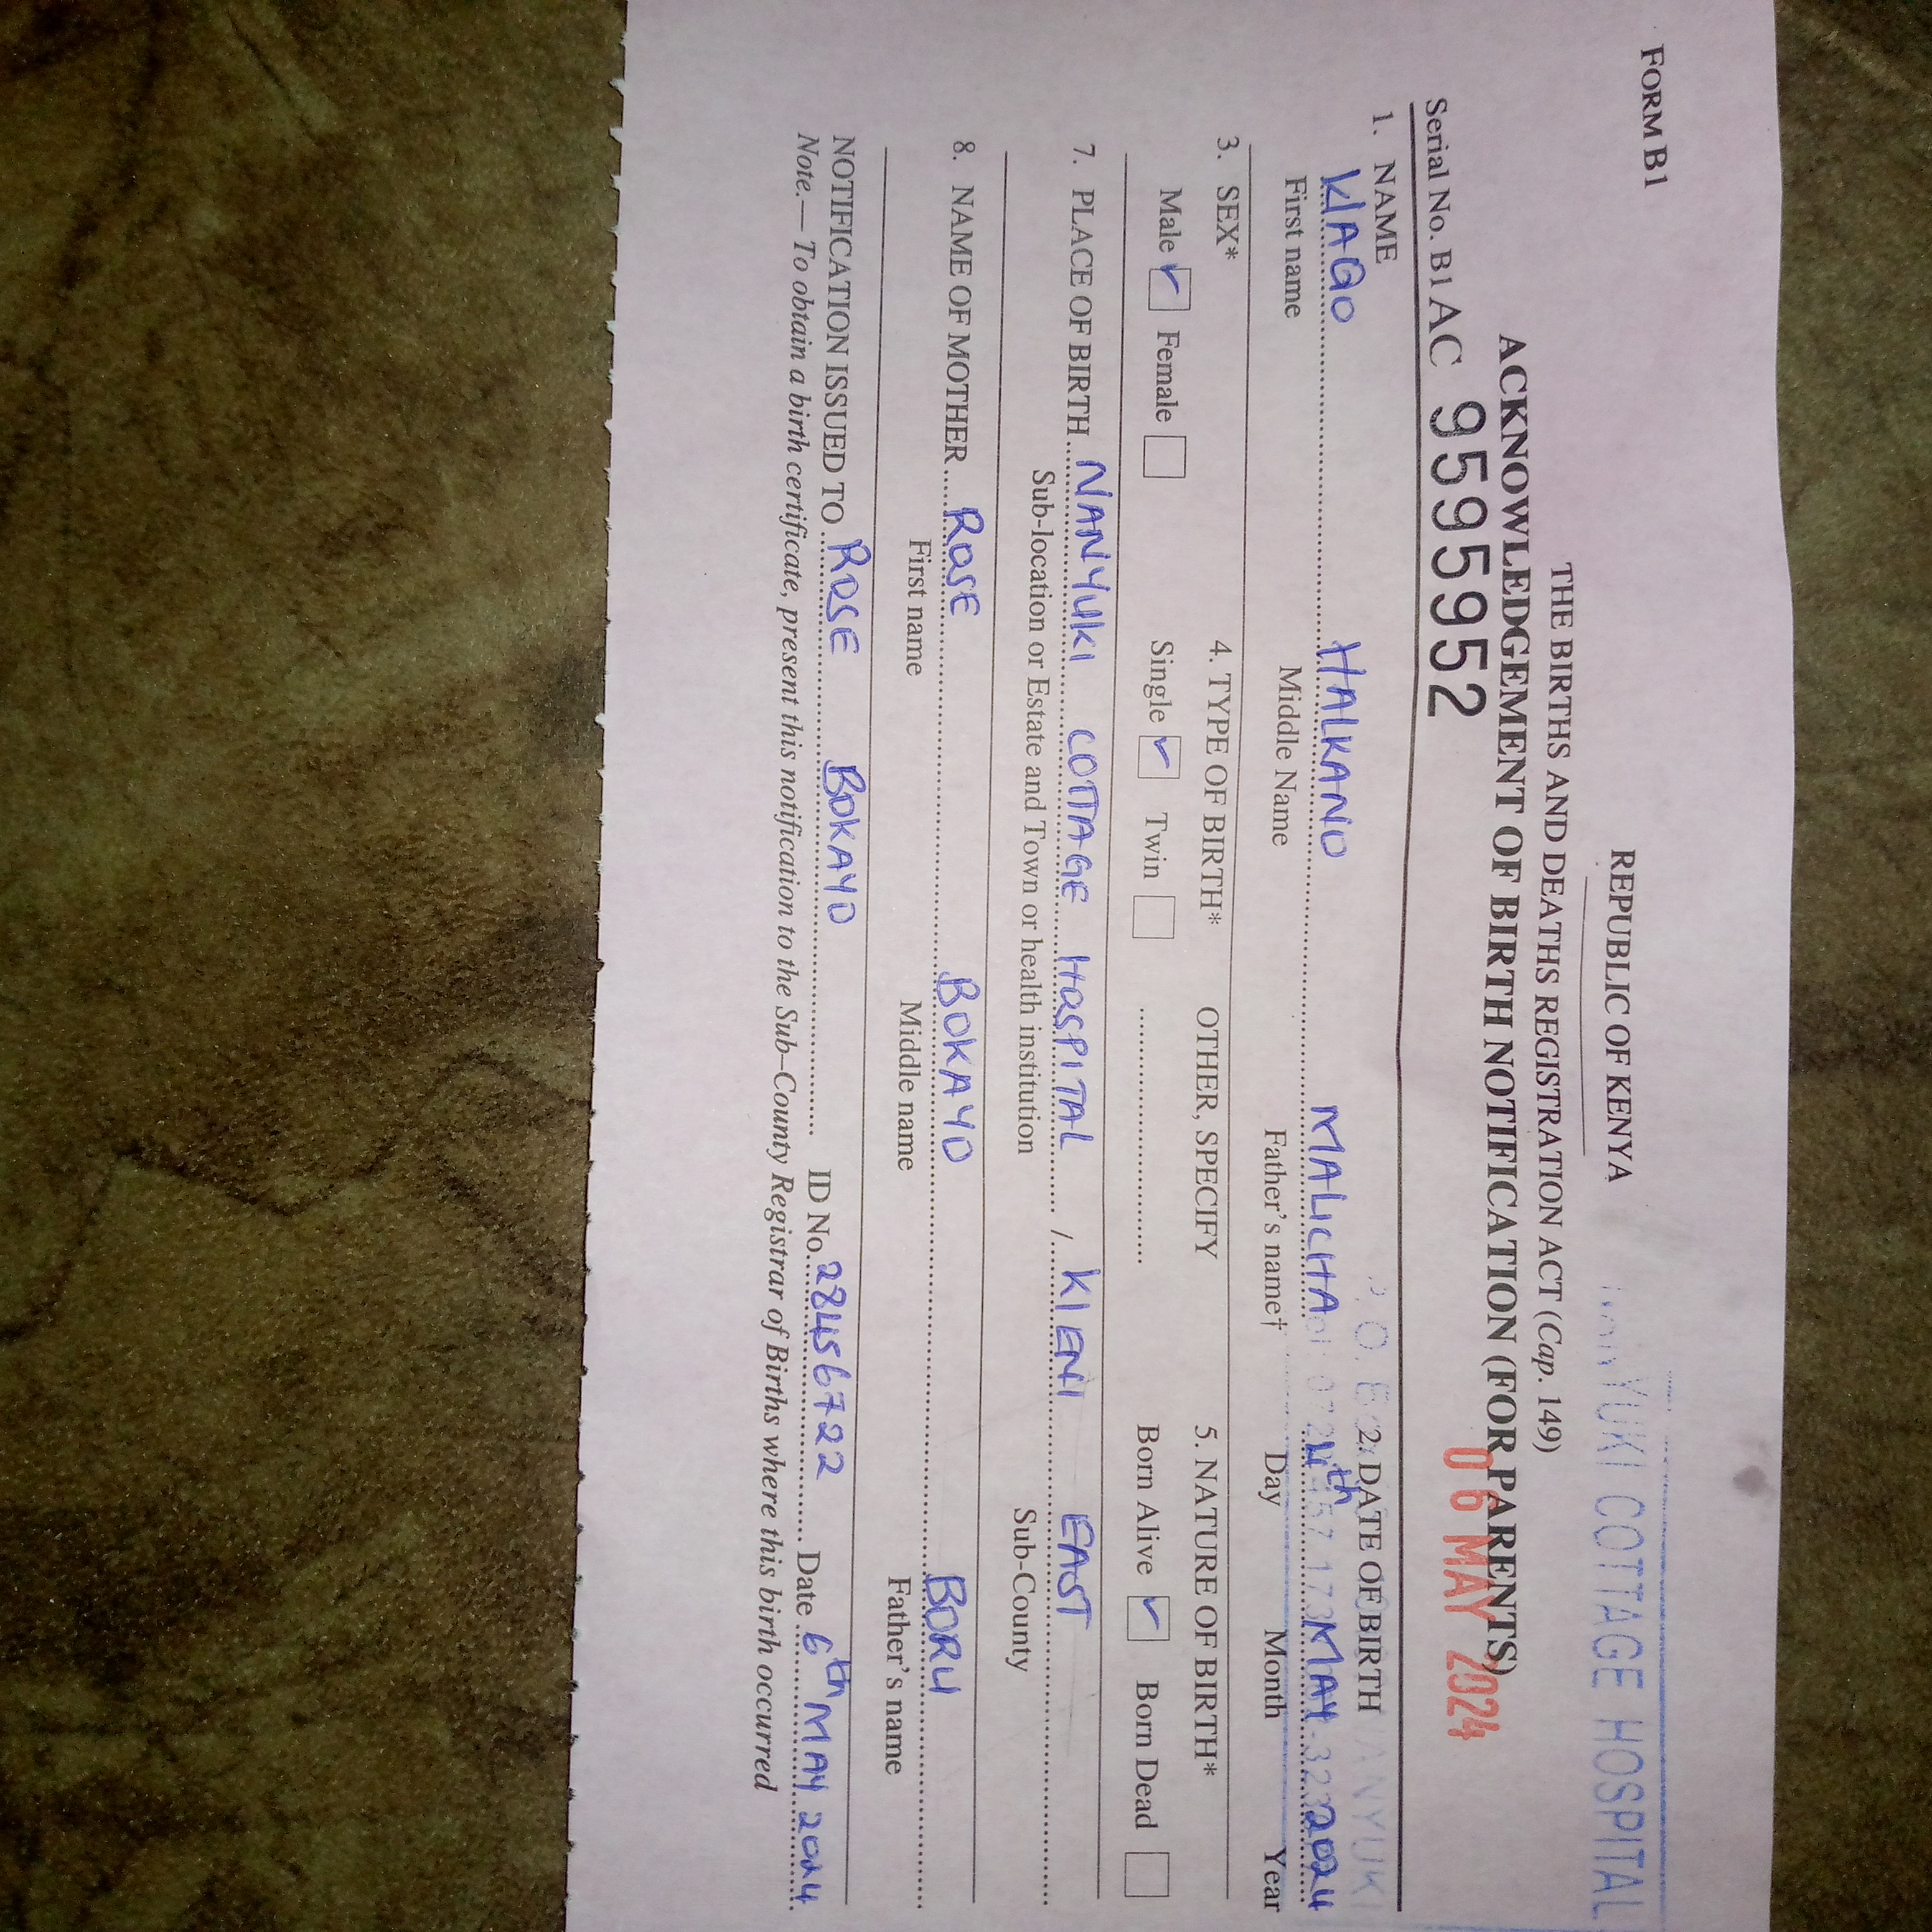 FORM B1
REPUBLIC OF KENYA
NANYUKI COTTAGE HOSPITAL
THE BIRTHS AND DEATHS REGISTRATION ACT (Cap. 149)
ACKNOWLEDGEMENT OF BIRTH NOTIFICATION (FOR PARENTS)
06 MAY 2024
Serial No. B1 AC 9595952
1. NAME 2. DATE OF BIRTH
HALKANO MALICHA 4th MAY 2024
First name Middle Name Father's name† Day Month Year
3. SEX* 4. TYPE OF BIRTH* OTHER, SPECIFY 5. NATURE OF BIRTH*
Male ✓ Female Single ✓ Twin Born Alive ✓ Born Dead
7. PLACE OF BIRTH NANYUKI COTTAGE HOSPITAL / KIENI EAST
Sub-location or Estate and Town or health institution Sub-County
8. NAME OF MOTHER ROSE BOKAYO BORU
First name Middle name Father's name
NOTIFICATION ISSUED TO ROSE BOKAYO ID No. 28456722 Date 6th MAY 2024
Note.— To obtain a birth certificate, present this notification to the Sub–County Registrar of Births where this birth occurred